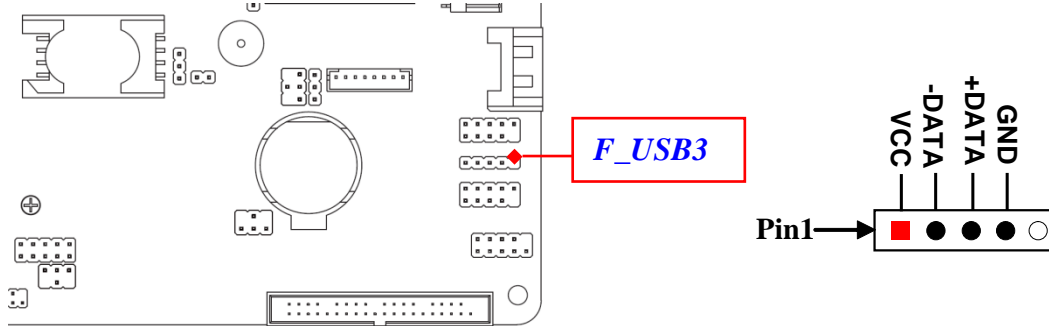 F_USB3
VCC
-DATA
+DATA
GND
Pin1